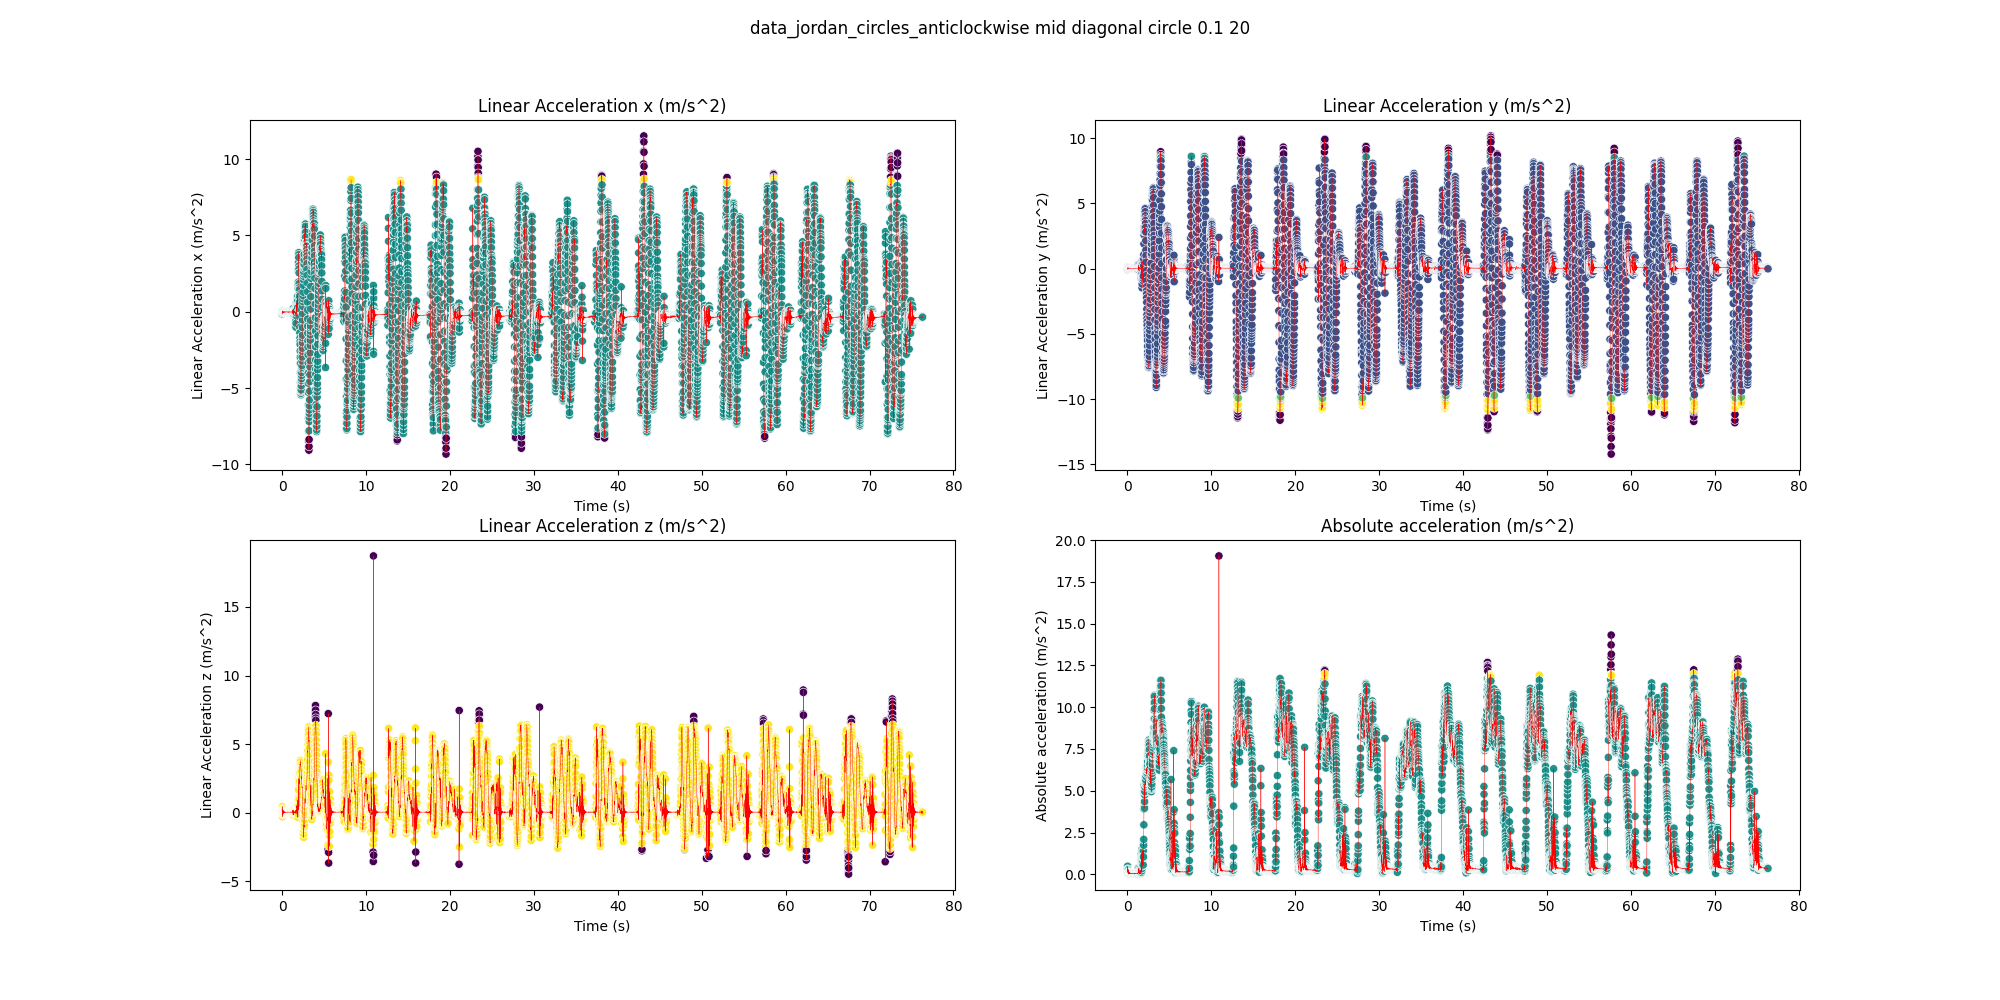 data_jordan_circles_anticlockwise mid diagonal circle 0.1 20
Linear Acceleration x (m/s^2)
Linear Acceleration x (m/s^2)
10
5
0
−5
−10
0 10 20 30 40 50 60 70 80
Time (s)
Linear Acceleration y (m/s^2)
Linear Acceleration y (m/s^2)
10
5
0
−5
−10
−15
0 10 20 30 40 50 60 70 80
Time (s)
Linear Acceleration z (m/s^2)
Linear Acceleration z (m/s^2)
15
10
5
0
−5
0 10 20 30 40 50 60 70 80
Time (s)
Absolute acceleration (m/s^2)
Absolute acceleration (m/s^2)
20.0
17.5
15.0
12.5
10.0
7.5
5.0
2.5
0.0
0 10 20 30 40 50 60 70 80
Time (s)